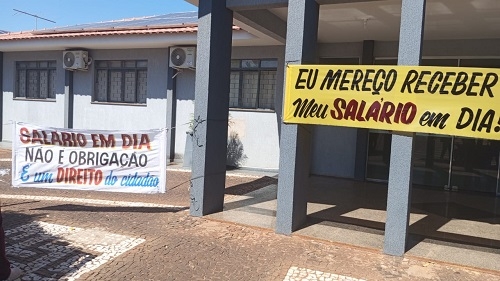 SALÁRIO EM DIA
NÃO E OBRIGAÇÃO
É um DIREITO do cidadão
EU MEREÇO RECEBER
Meu SALÁRIO em DIA!